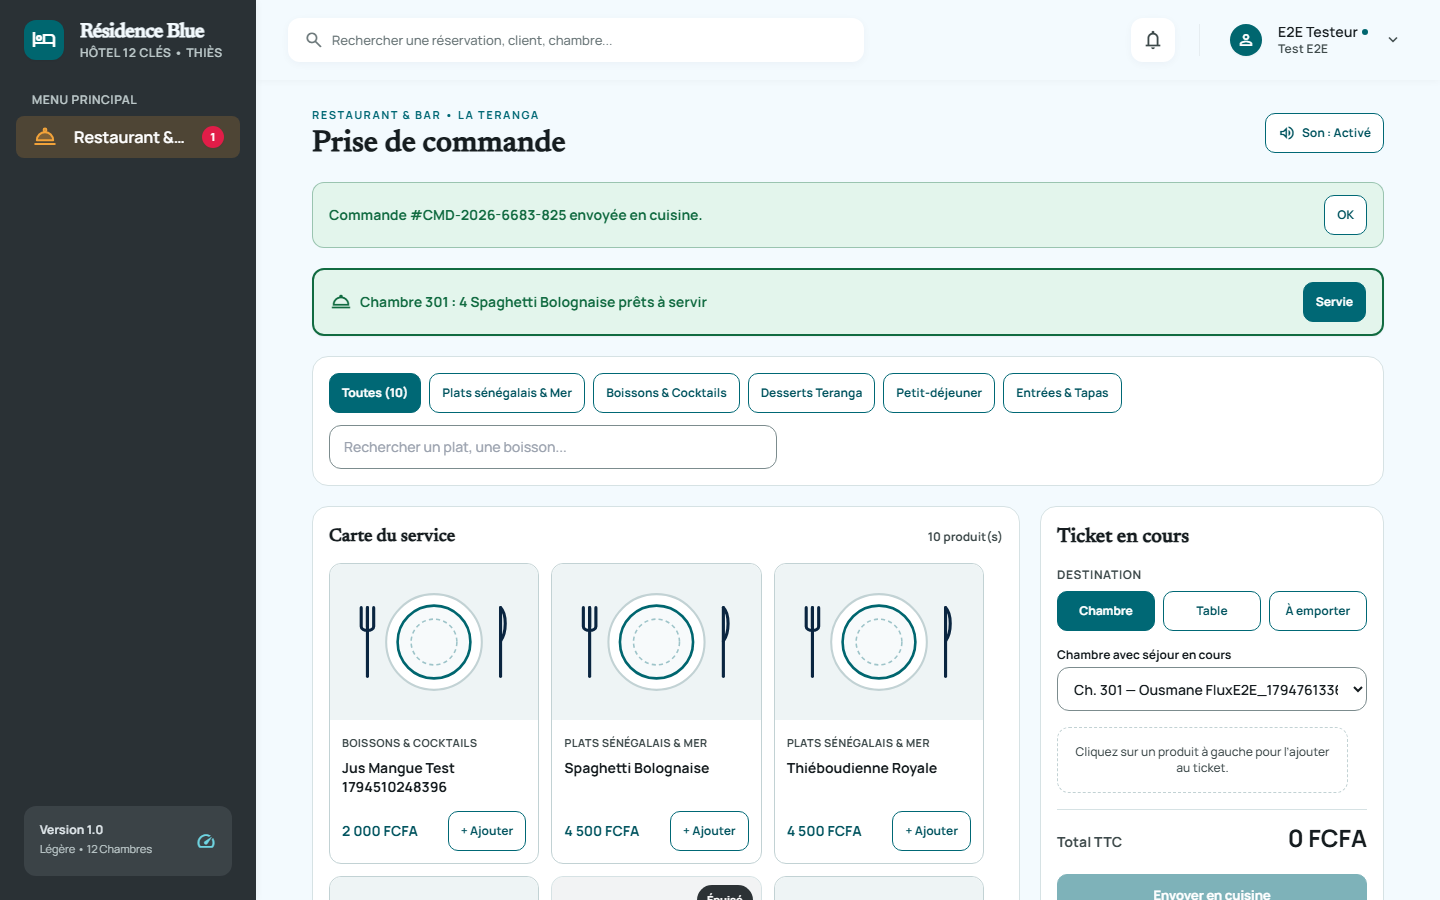 Résidence Blue
HÔTEL 12 CLÉS • THIÈS
MENU PRINCIPAL
Restaurant &...
1
Version 1.0
Légère • 12 Chambres
Rechercher une réservation, client, chambre...
E2E Testeur
Test E2E
RESTAURANT & BAR • LA TERANGA
Prise de commande
Son : Activé
Commande #CMD-2026-6683-825 envoyée en cuisine.
OK
Chambre 301 : 4 Spaghetti Bolognaise prêts à servir
Servie
Toutes (10)
Plats sénégalais & Mer
Boissons & Cocktails
Desserts Teranga
Petit-déjeuner
Entrées & Tapas
Rechercher un plat, une boisson...
Carte du service
10 produit(s)
BOISSONS & COCKTAILS
Jus Mangue Test
1794510248396
2 000 FCFA
+ Ajouter
PLATS SÉNÉGALAIS & MER
Spaghetti Bolognaise
4 500 FCFA
+ Ajouter
PLATS SÉNÉGALAIS & MER
Thiéboudienne Royale
4 500 FCFA
+ Ajouter
Épuisé
Ticket en cours
DESTINATION
Chambre
Table
À emporter
Chambre avec séjour en cours
Ch. 301 — Ousmane FluxE2E_179476133
Cliquez sur un produit à gauche pour l'ajouter
au ticket.
Total TTC
0 FCFA
Envoyer en cuisine